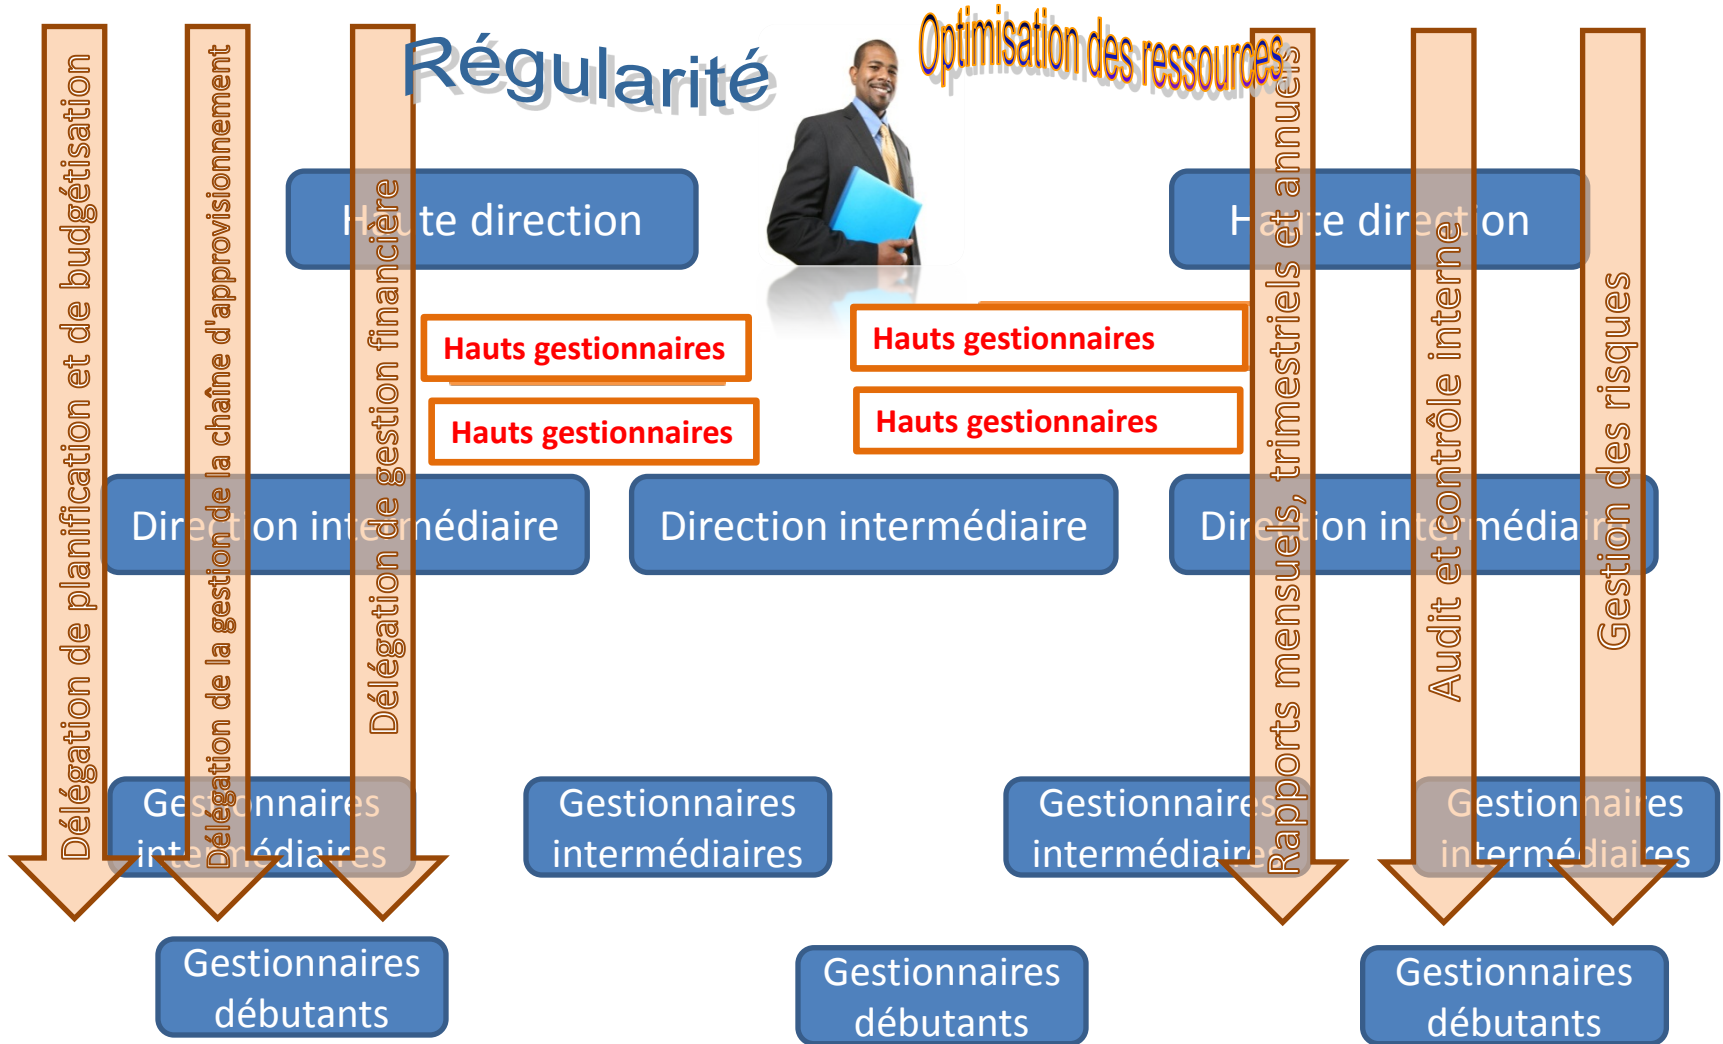 Régularité
Optimisation des ressources
Délégation de planification et de budgétisation
Délégation de la gestion de la chaîne d'approvisionnement
Délégation de gestion financière
Rapports mensuels, trimestriels et annuels
Audit et contrôle interne
Gestion des risques
Haute direction
Haute direction
Hauts gestionnaires
Hauts gestionnaires
Hauts gestionnaires
Hauts gestionnaires
Direction intermédiaire
Direction intermédiaire
Direction intermédiaire
Gestionnaires
intermédiaires
Gestionnaires
intermédiaires
Gestionnaires
intermédiaires
Gestionnaires
intermédiaires
Gestionnaires
débutants
Gestionnaires
débutants
Gestionnaires
débutants